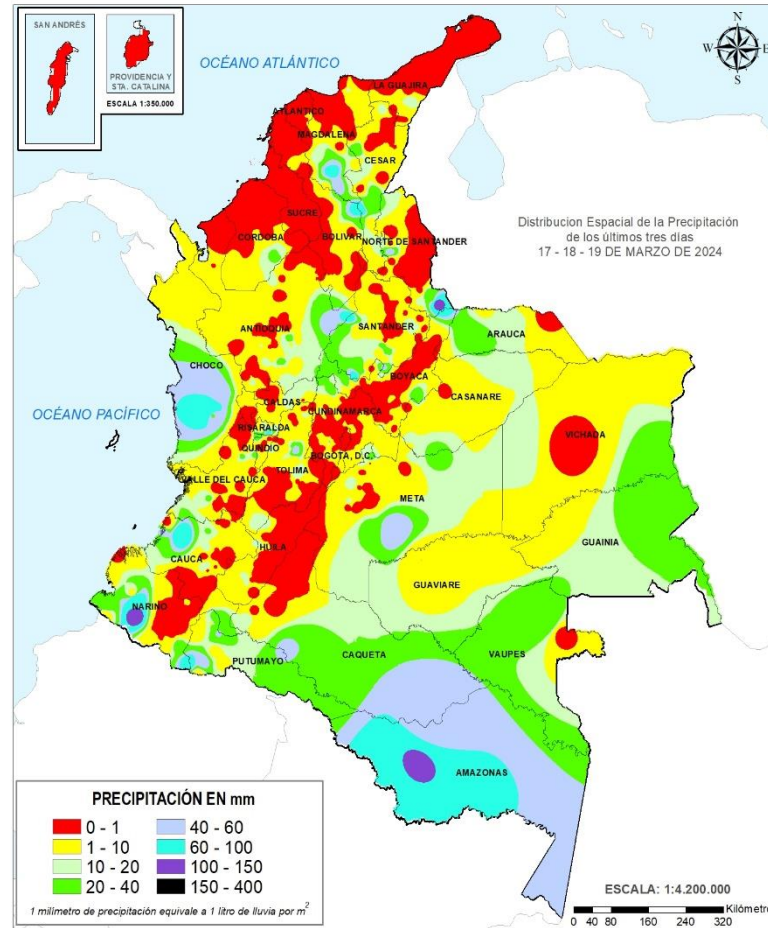 SAN ANDRÉS
PROVIDENCIA Y
STA. CATALINA
ESCALA 1:350.000
OCÉANO ATLÁNTICO
N
W
E
S
LA GUAJIRA
ATLANTICO
MAGDALENA
CESAR
SUCRE
CORDOBA
BOLIVAR
NORTE DE SANTANDER
Distribucion Espacial de la Precipitación
de los últimos tres días
17 - 18 - 19 DE MARZO DE 2024
ANTIOQUIA
SANTANDER
ARAUCA
CHOCO
BOYACA
CASANARE
OCÉANO PACÍFICO
CALDAS
CUNDINAMARCA
RISARALDA
VICHADA
QUINDIO
BOGOTA, D.C.
TOLIMA
VALLE DEL CAUCA
META
GUAINIA
HUILA
CAUCA
GUAVIARE
NARIÑO
PUTUMAYO
CAQUETA
VAUPES
AMAZONAS
PRECIPITACIÓN EN mm
0 - 1
40 - 60
1 - 10
60 - 100
10 - 20
100 - 150
20 - 40
150 - 400
1 milímetro de precipitación equivale a 1 litro de lluvia por m²
ESCALA: 1:4.200.000
Kilómetre
0 40 80 160 240 320